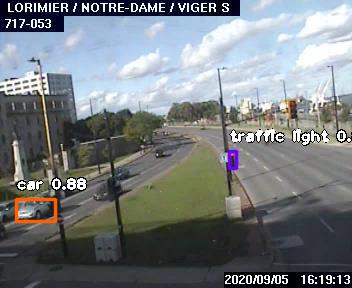 LORIMIER / NOTRE-DAME / VIGER S
717-053
traffic light 0.
car 0.88
2020/09/05 16:19:13